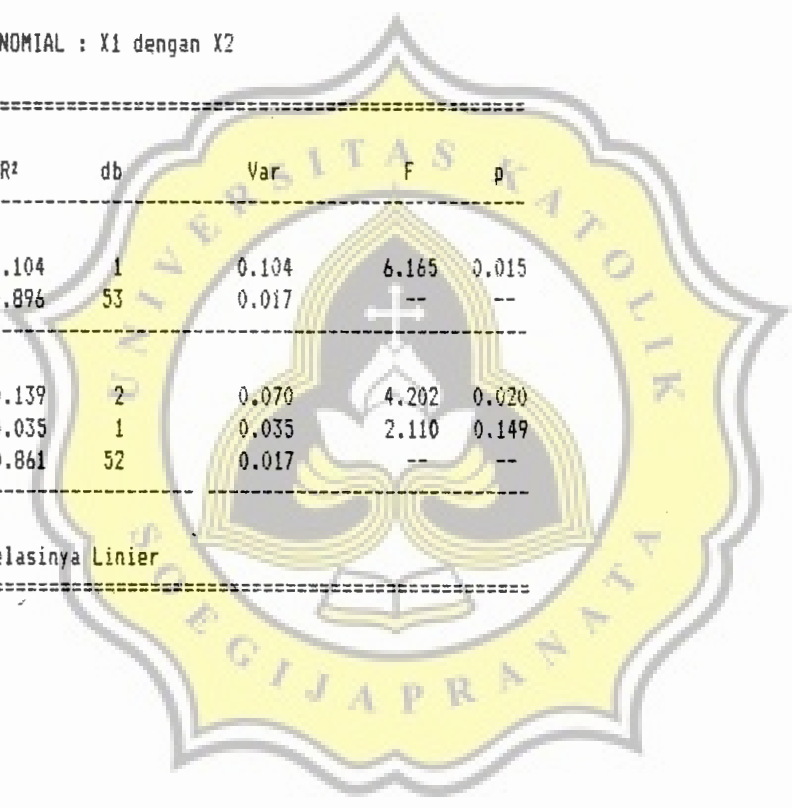 NOMIAL : X1 dengan X2
R² db Var F p
.104 1 0.104 6.165 0.015
.896 53 0.017 -- --
.139 2 0.070 4.202 0.020
.035 1 0.035 2.110 0.149
.861 52 0.017 -- --
elasinya Linier
UNIVERSITAS KATOLIK
SOEGIJAPRANATA